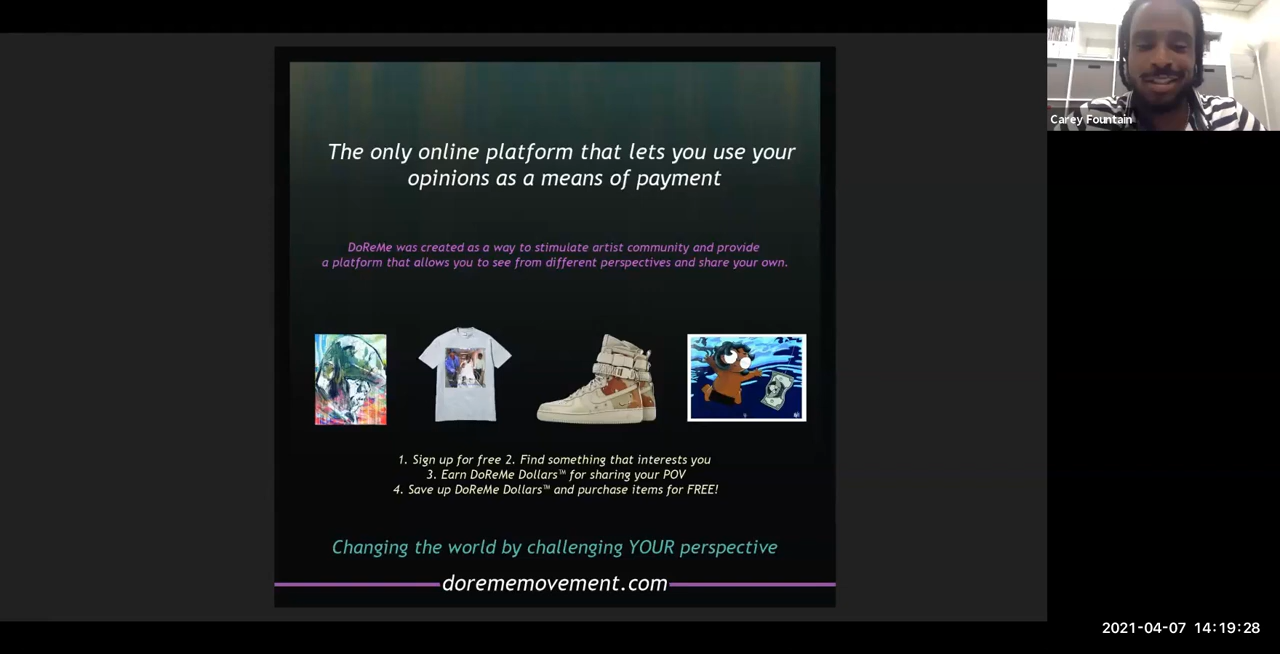 Carey Fountain
The only online platform that lets you use your
opinions as a means of payment
DoReMe was created as a way to stimulate artist community and provide
a platform that allows you to see from different perspectives and share your own.
1. Sign up for free 2. Find something that interests you
3. Earn DoReMe Dollars™ for sharing your POV
4. Save up DoReMe Dollars™ and purchase items for FREE!
Changing the world by challenging YOUR perspective
dorememovement.com
2021-04-07 14:19:28